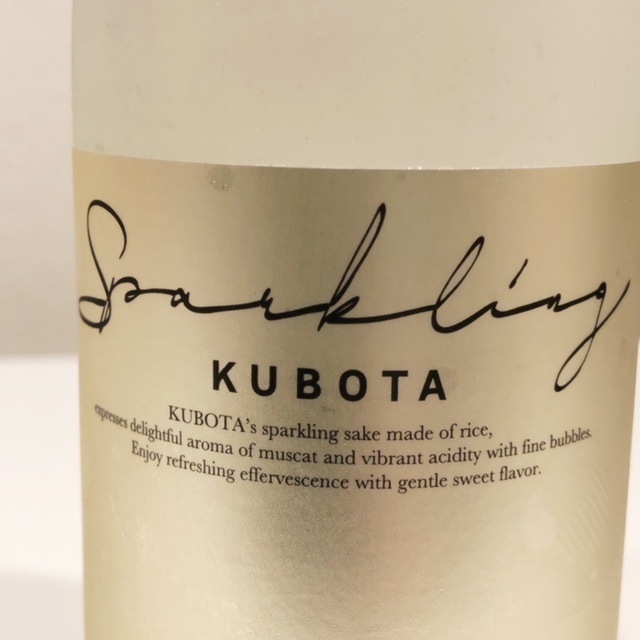 Sparkling
KUBOTA
KUBOTA's sparkling sake made of rice,
expresses delightful aroma of muscat and vibrant acidity with fine bubbles.
Enjoy refreshing effervescence with gentle sweet flavor.